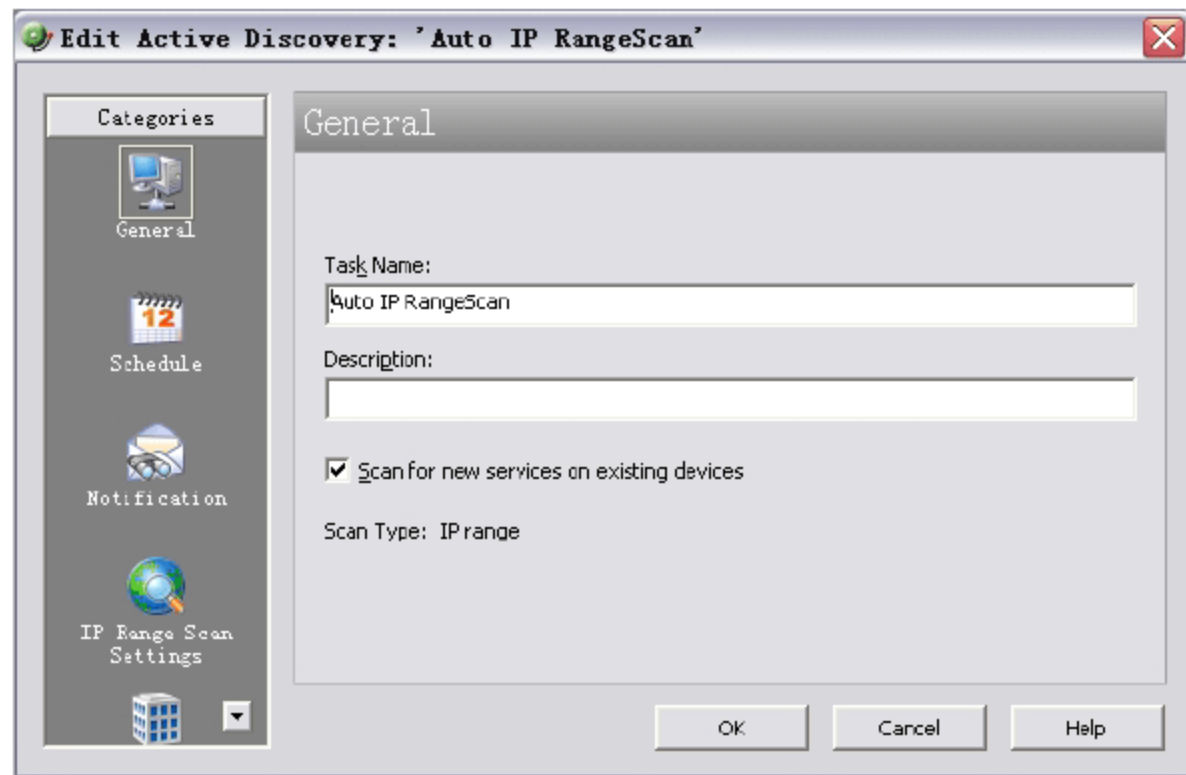 Edit Active Discovery: 'Auto IP RangeScan'
Categories
General
Schedule
Notification
IP Range Scan
Settings
General
Task Name:
Auto IP RangeScan
Description:
Scan for new services on existing devices
Scan Type: IP range
OK
Cancel
Help